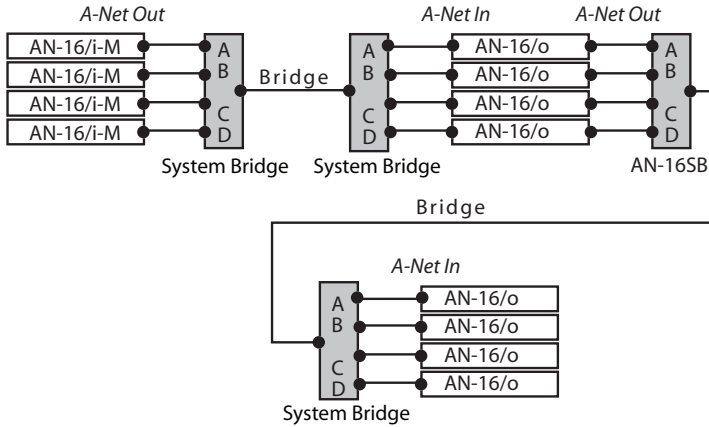 A-Net Out
A-Net In
A-Net Out
AN-16/i-M
AN-16/i-M
AN-16/i-M
AN-16/i-M
A
B
C
D
Bridge
A
B
C
D
AN-16/o
AN-16/o
AN-16/o
AN-16/o
A
B
C
D
System Bridge
System Bridge
AN-16SB
Bridge
A-Net In
A
B
C
D
AN-16/o
AN-16/o
AN-16/o
AN-16/o
System Bridge